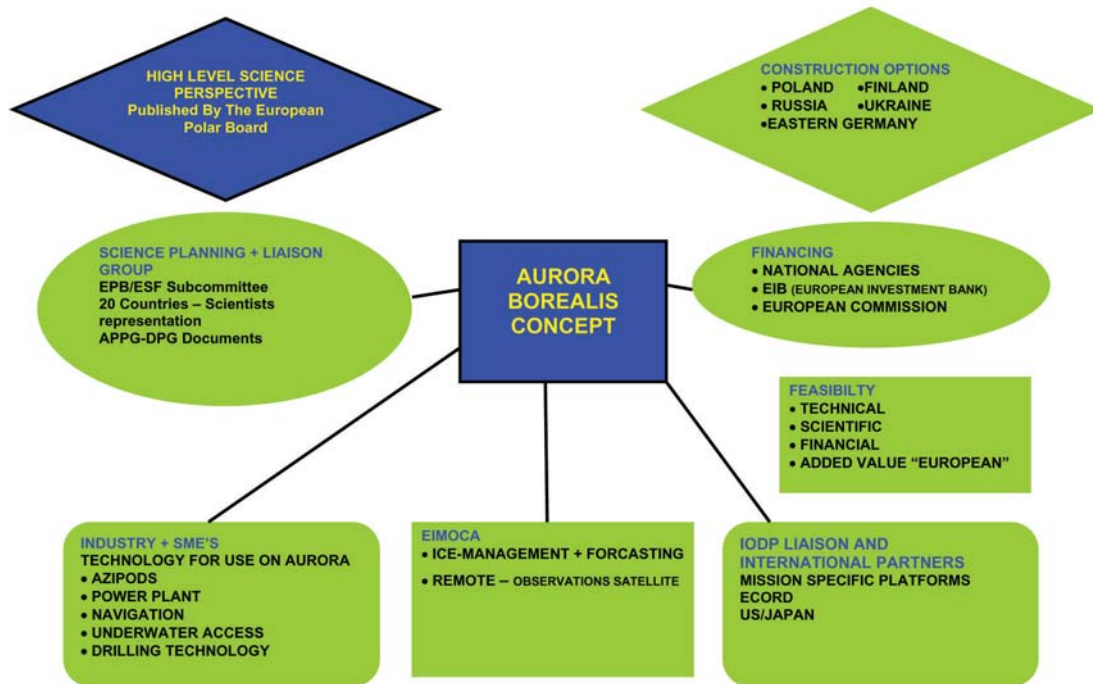 HIGH LEVEL SCIENCE
PERSPECTIVE
Published By The European
Polar Board
CONSTRUCTION OPTIONS
• POLAND •FINLAND
• RUSSIA •UKRAINE
•EASTERN GERMANY
SCIENCE PLANNING + LIAISON
GROUP
EPB/ESF Subcommittee
20 Countries – Scientists
representation
APPG-DPG Documents
AURORA
BOREALIS
CONCEPT
FINANCING
• NATIONAL AGENCIES
• EIB (EUROPEAN INVESTMENT BANK)
• EUROPEAN COMMISSION
FEASIBILTY
• TECHNICAL
• SCIENTIFIC
• FINANCIAL
• ADDED VALUE “EUROPEAN”
INDUSTRY + SME'S
TECHNOLOGY FOR USE ON AURORA
• AZIPODS
• POWER PLANT
• NAVIGATION
• UNDERWATER ACCESS
• DRILLING TECHNOLOGY
EIMOCA
• ICE-MANAGEMENT + FORCASTING
• REMOTE – OBSERVATIONS SATELLITE
IODP LIAISON AND
INTERNATIONAL PARTNERS
MISSION SPECIFIC PLATFORMS
ECORD
US/JAPAN